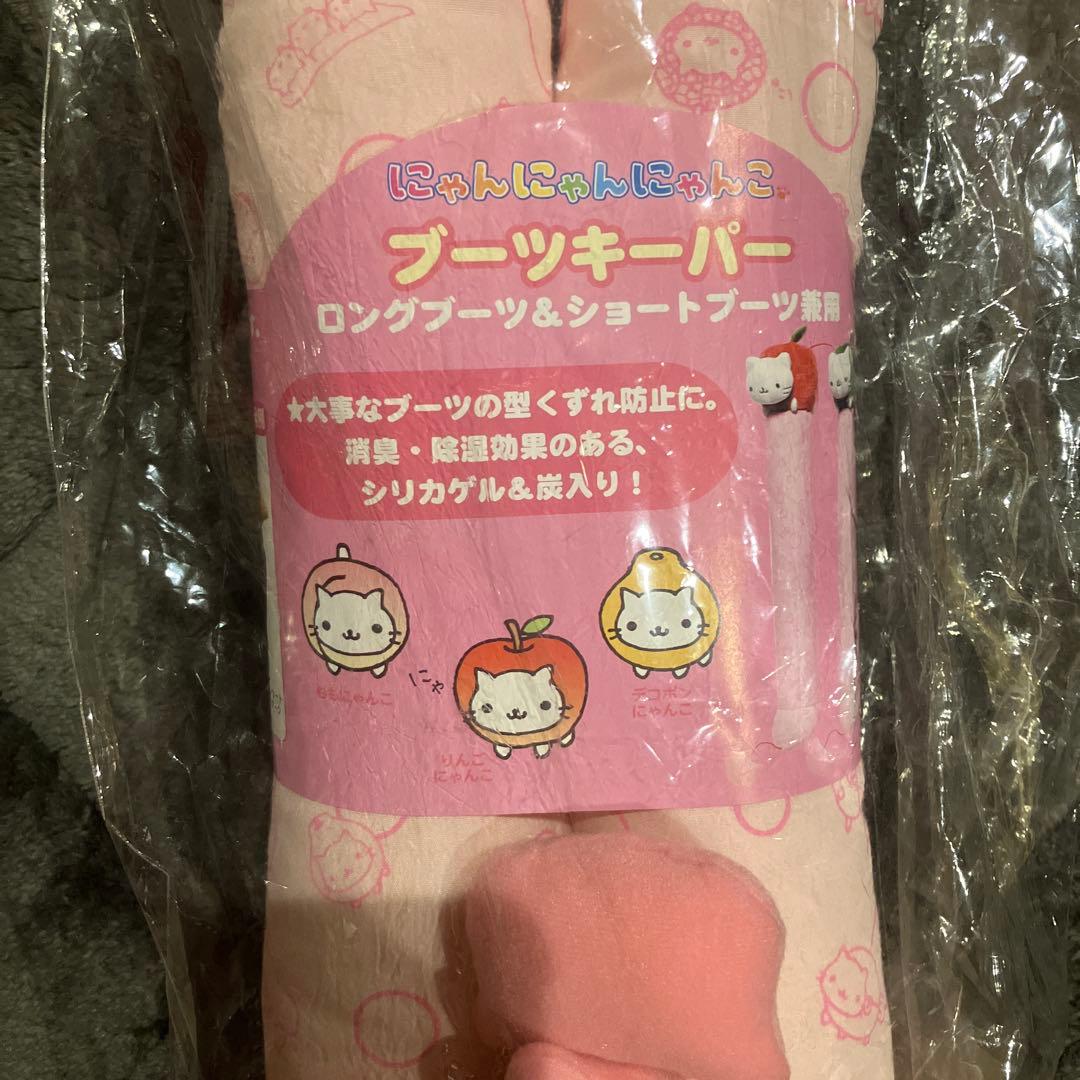 にゃんにゃんにゃんこ
ブーツキーパー
ロングブーツ&ショートブーツ兼用
★大事なブーツの型くずれ防止に。
消臭・除湿効果のある、
シリカゲル&炭入り!
ももにゃんこ
にゃ
りんご
にゃんこ
デコポン
にゃんこ